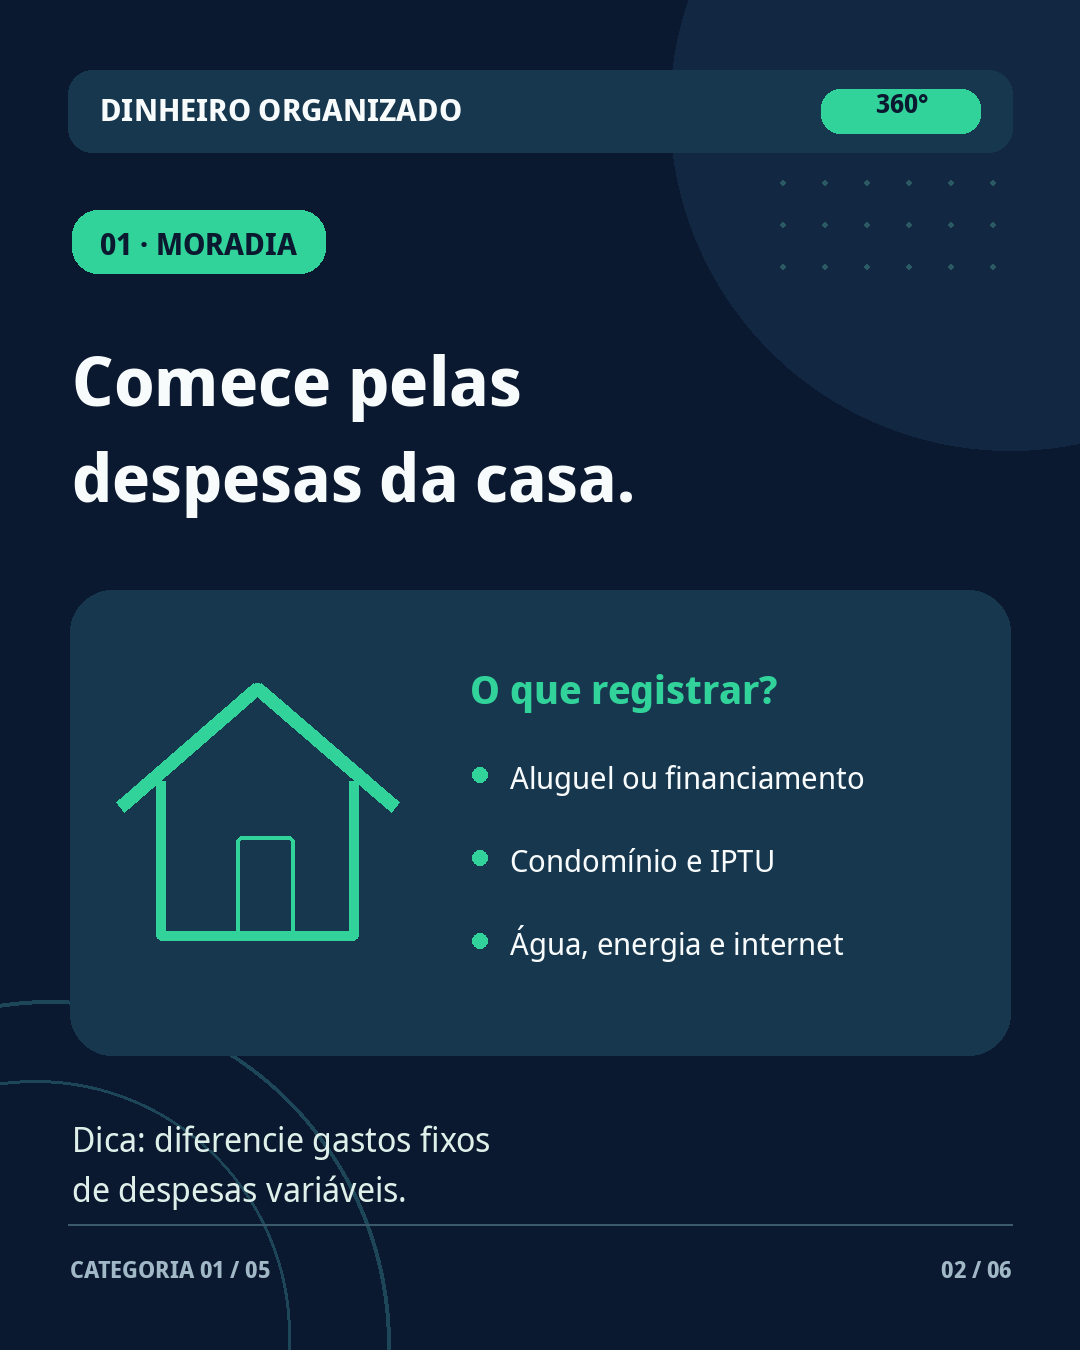 DINHEIRO ORGANIZADO
360°
01 · MORADIA
Comece pelas
despesas da casa.
O que registrar?
Aluguel ou financiamento
Condomínio e IPTU
Água, energia e internet
Dica: diferencie gastos fixos
de despesas variáveis.
CATEGORIA 01 / 05
02 / 06